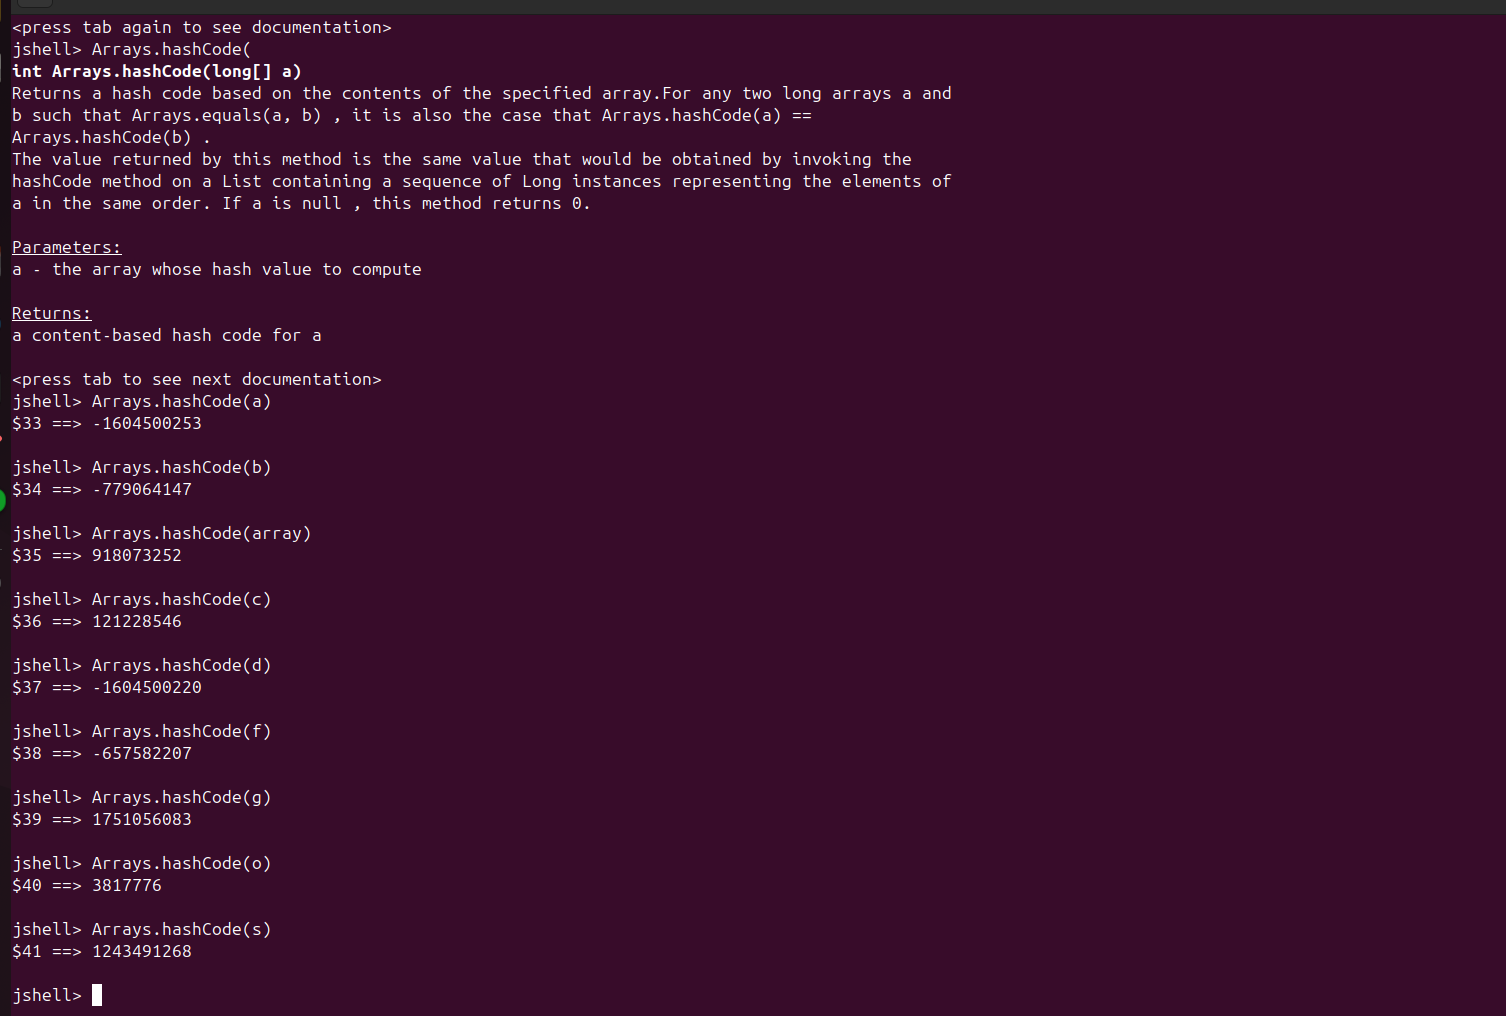 <press tab again to see documentation>
jshell> Arrays.hashCode(
int Arrays.hashCode(long[] a)
Returns a hash code based on the contents of the specified array.For any two long arrays a and
b such that Arrays.equals(a, b) , it is also the case that Arrays.hashCode(a) ==
Arrays.hashCode(b) .
The value returned by this method is the same value that would be obtained by invoking the
hashCode method on a List containing a sequence of Long instances representing the elements of
a in the same order. If a is null , this method returns 0.
Parameters:
a - the array whose hash value to compute
Returns:
a content-based hash code for a
<press tab to see next documentation>
jshell> Arrays.hashCode(a)
$33 ==> -1604500253
jshell> Arrays.hashCode(b)
$34 ==> -779064147
jshell> Arrays.hashCode(array)
$35 ==> 918073252
jshell> Arrays.hashCode(c)
$36 ==> 121228546
jshell> Arrays.hashCode(d)
$37 ==> -1604500220
jshell> Arrays.hashCode(f)
$38 ==> -657582207
jshell> Arrays.hashCode(g)
$39 ==> 1751056083
jshell> Arrays.hashCode(o)
$40 ==> 3817776
jshell> Arrays.hashCode(s)
$41 ==> 1243491268
jshell>